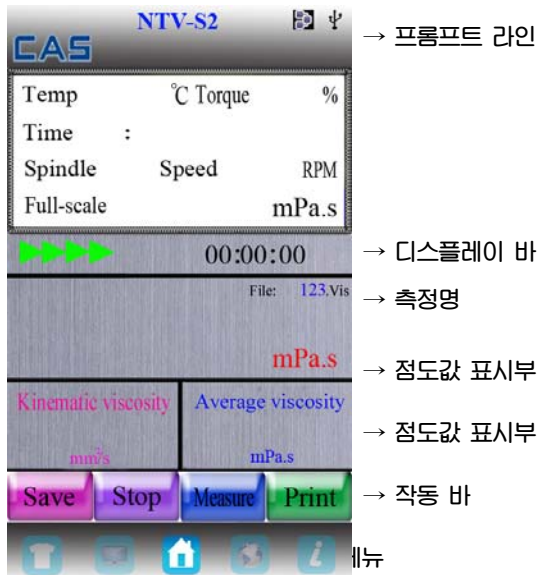 NTV-S2
CAS
→ 프롬프트 라인
Temp ℃ Torque %
Time :
Spindle Speed RPM
Full-scale mPa.s
00:00:00 → 디스플레이 바
File: 123.Vis → 측정명
mPa.s → 점도값 표시부
Kinematic viscosity Average viscosity
mm²/s mPa.s → 점도값 표시부
Save Stop Measure Print → 작동 바
메뉴